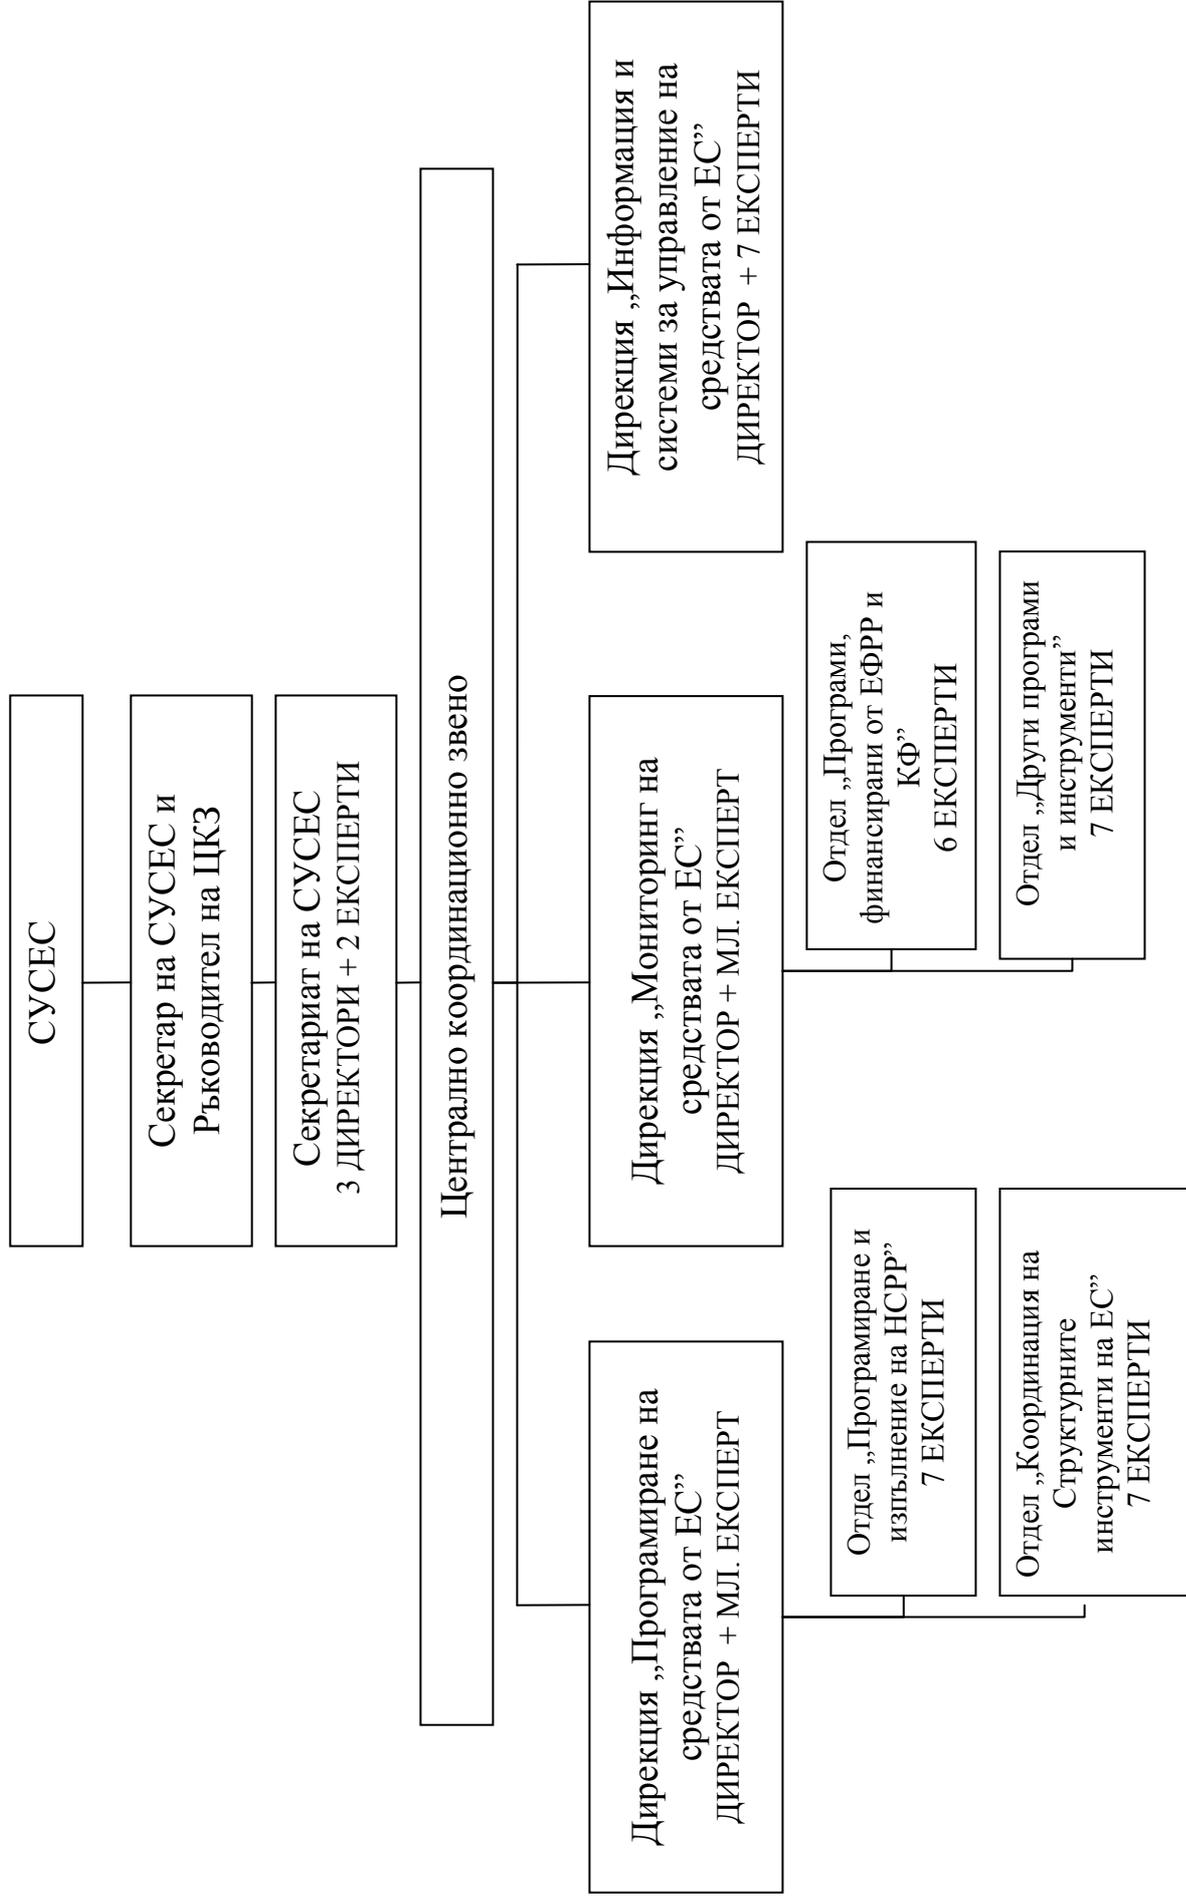 СУСЕС
Секретар на СУСЕС и
Ръководител на ЦКЗ
Секретариат на СУСЕС
3 ДИРЕКТОРИ + 2 ЕКСПЕРТИ
Централно координационно звено
Дирекция „Програмиране на
средствата от ЕС”
ДИРЕКТОР + МЛ. ЕКСПЕРТ
Отдел „Програмиране и
изпълнение на НСРР”
7 ЕКСПЕРТИ
Отдел „Координация на
Структурните
инструменти на ЕС”
7 ЕКСПЕРТИ
Дирекция „Мониторинг на
средствата от ЕС”
ДИРЕКТОР + МЛ. ЕКСПЕРТ
Отдел „Програми,
финансирани от ЕФРР и
КФ”
6 ЕКСПЕРТИ
Отдел „Други програми
и инструменти”
7 ЕКСПЕРТИ
Дирекция „Информация и
системи за управление на
средствата от ЕС”
ДИРЕКТОР + 7 ЕКСПЕРТИ